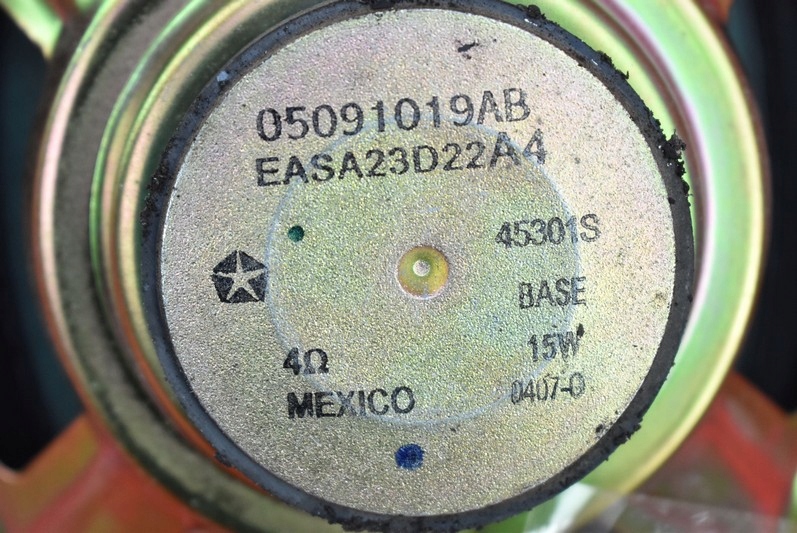 05091019AB
EASA23D22A4
45301S
BASE
4Ω
15W
MEXICO
0407-0